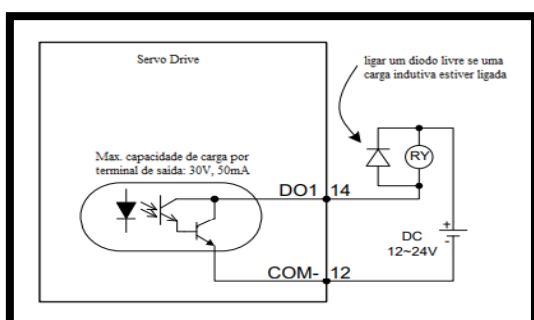 Servo Drive
ligar um diodo livre se uma
carga indutiva estiver ligada
Max. capacidade de carga por
terminal de saída: 30V, 50mA
RY
DO1 14
+
DC
-
12~24V
COM- 12